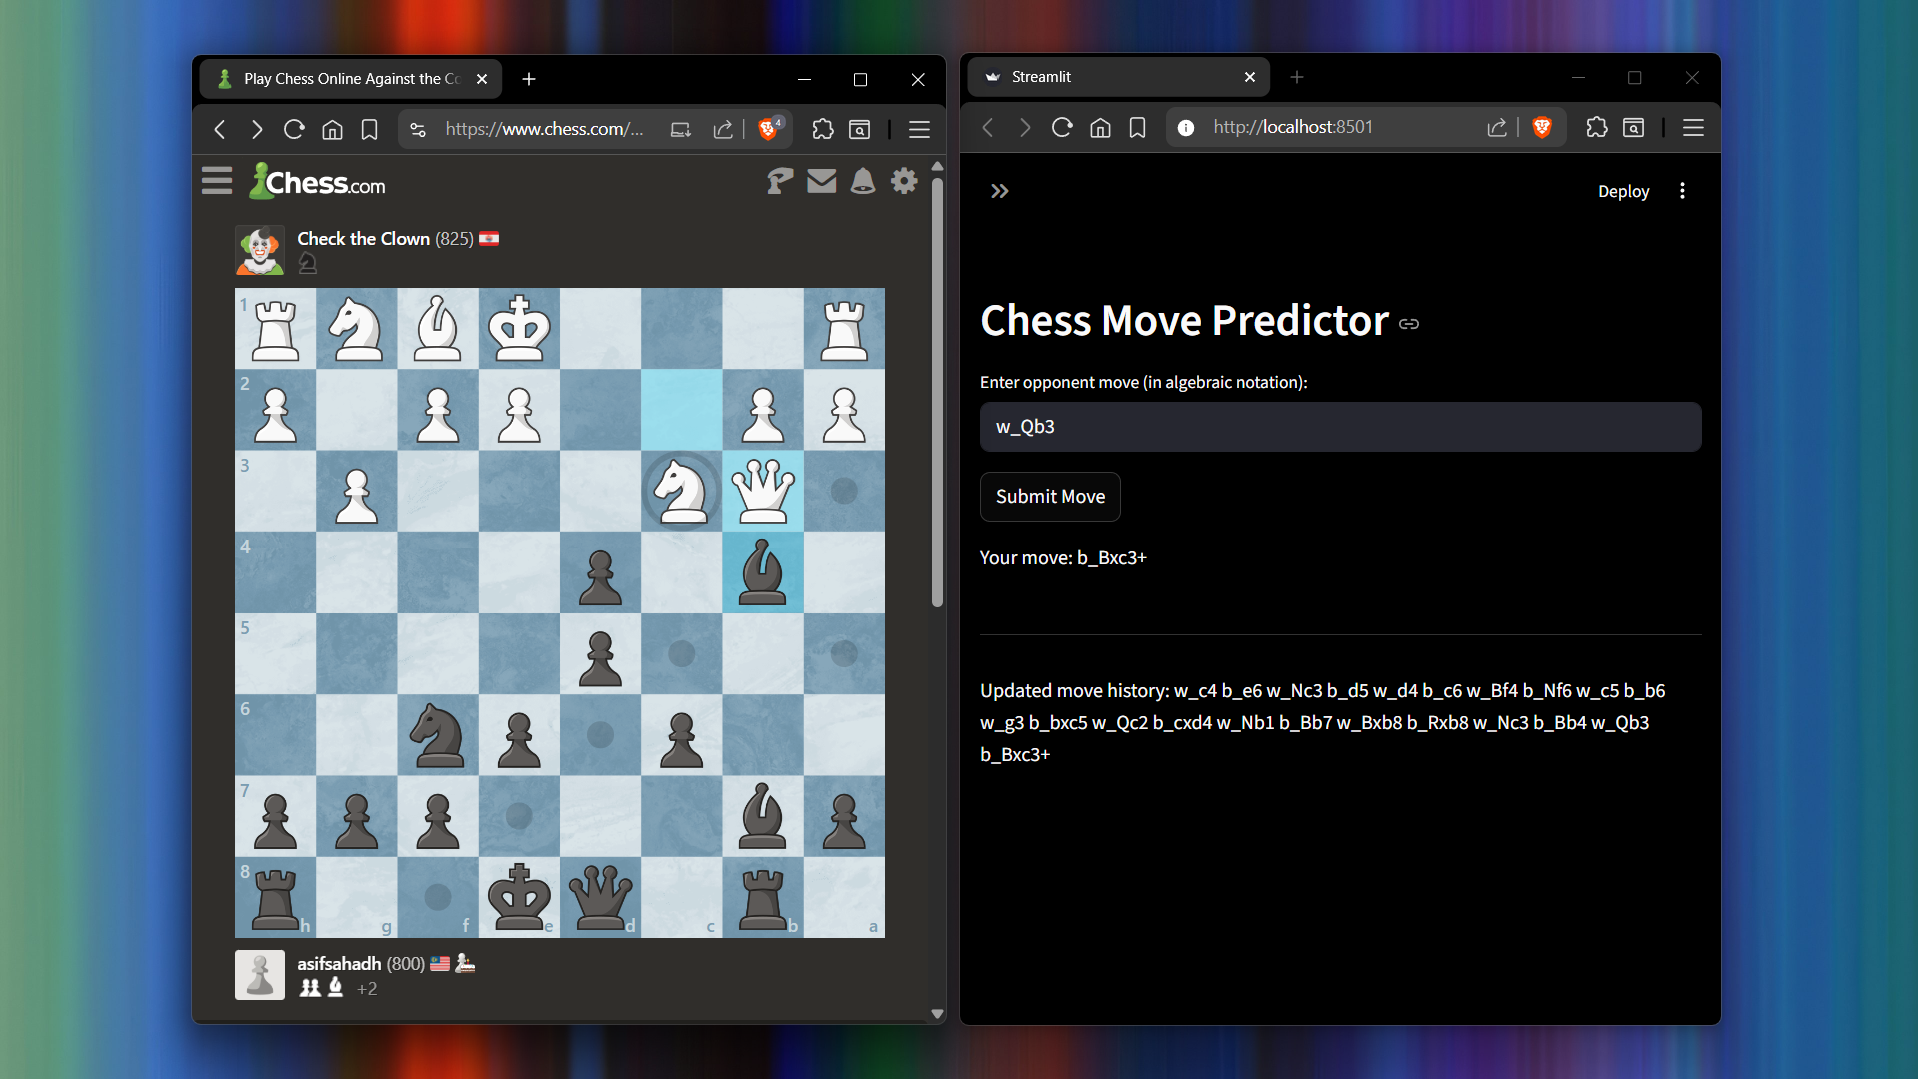 Play Chess Online Against the Co
https://www.chess.com/...
4
Chess.com
Check the Clown (825)
1
2
3
4
5
6
7
8
h g f e d c b a
asifsahadh (800)
+2
Streamlit
http://localhost:8501
Deploy
Chess Move Predictor
Enter opponent move (in algebraic notation):
w_Qb3
Submit Move
Your move: b_Bxc3+
Updated move history: w_c4 b_e6 w_Nc3 b_d5 w_d4 b_c6 w_Bf4 b_Nf6 w_c5 b_b6
w_g3 b_bxc5 w_Qc2 b_cxd4 w_Nb1 b_Bb7 w_Bxb8 b_Rxb8 w_Nc3 b_Bb4 w_Qb3
b_Bxc3+